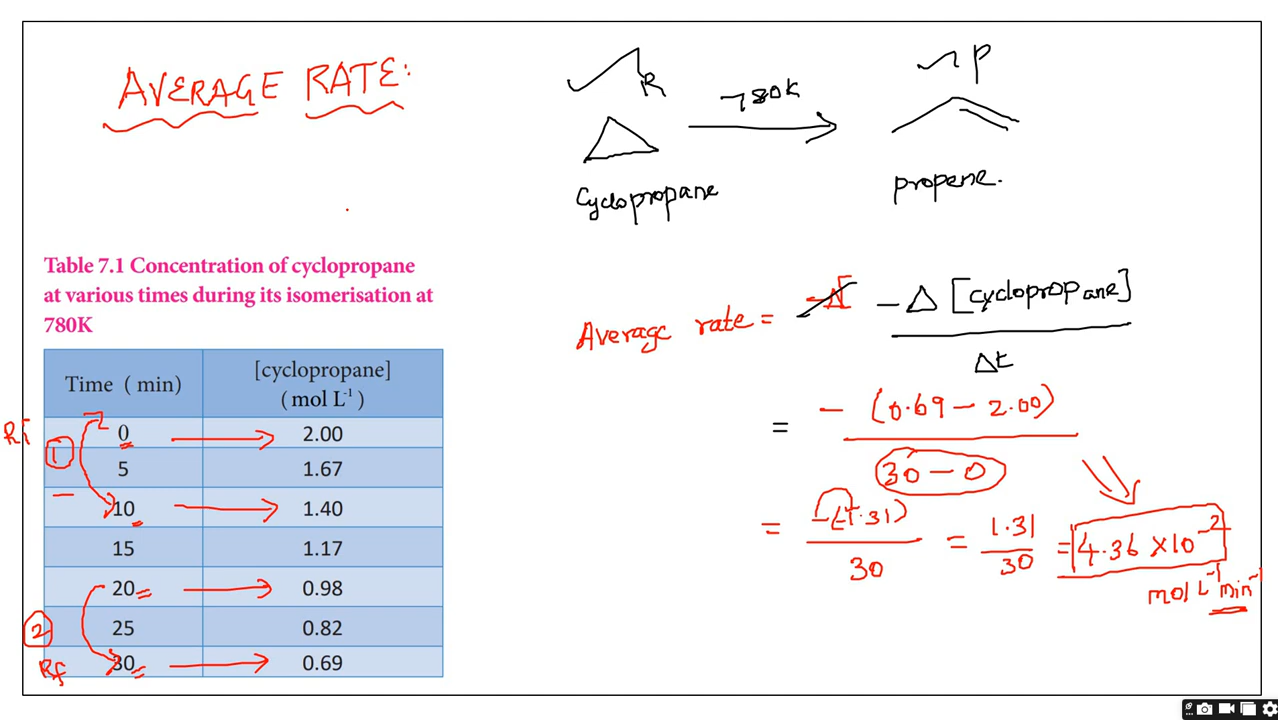 AVERAGE RATE:
R
780K
P
Cyclopropane
propene.
Table 7.1 Concentration of cyclopropane
at various times during its isomerisation at
780K
Time ( min) [cyclopropane] ( mol L⁻¹ )
0 2.00
5 1.67
10 1.40
15 1.17
20 0.98
25 0.82
30 0.69
1
2
Rf
Average rate = -Δ[ -Δ [cyclopropane]
Δt
= - (0.69 - 2.00)
30 - 0
= -(-1.31) = 1.31 = 4.36 x 10⁻²
30 30
mol L⁻¹ min⁻¹